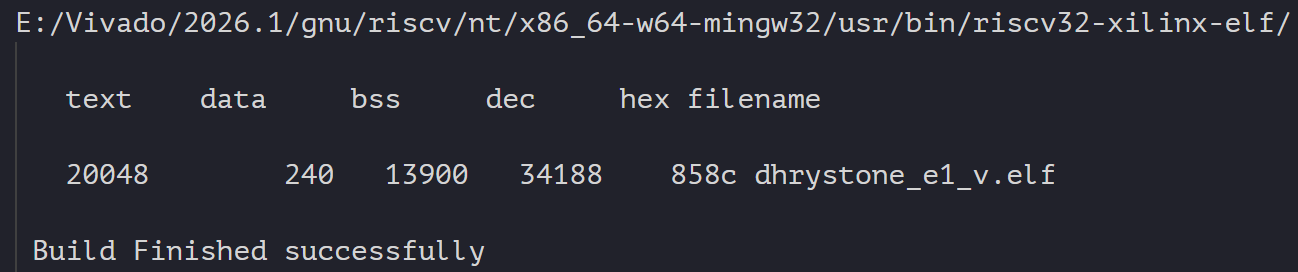 E:/Vivado/2026.1/gnu/riscv/nt/x86_64-w64-mingw32/usr/bin/riscv32-xilinx-elf/
text data bss dec hex filename
20048 240 13900 34188 858c dhrystone_e1_v.elf
Build Finished successfully